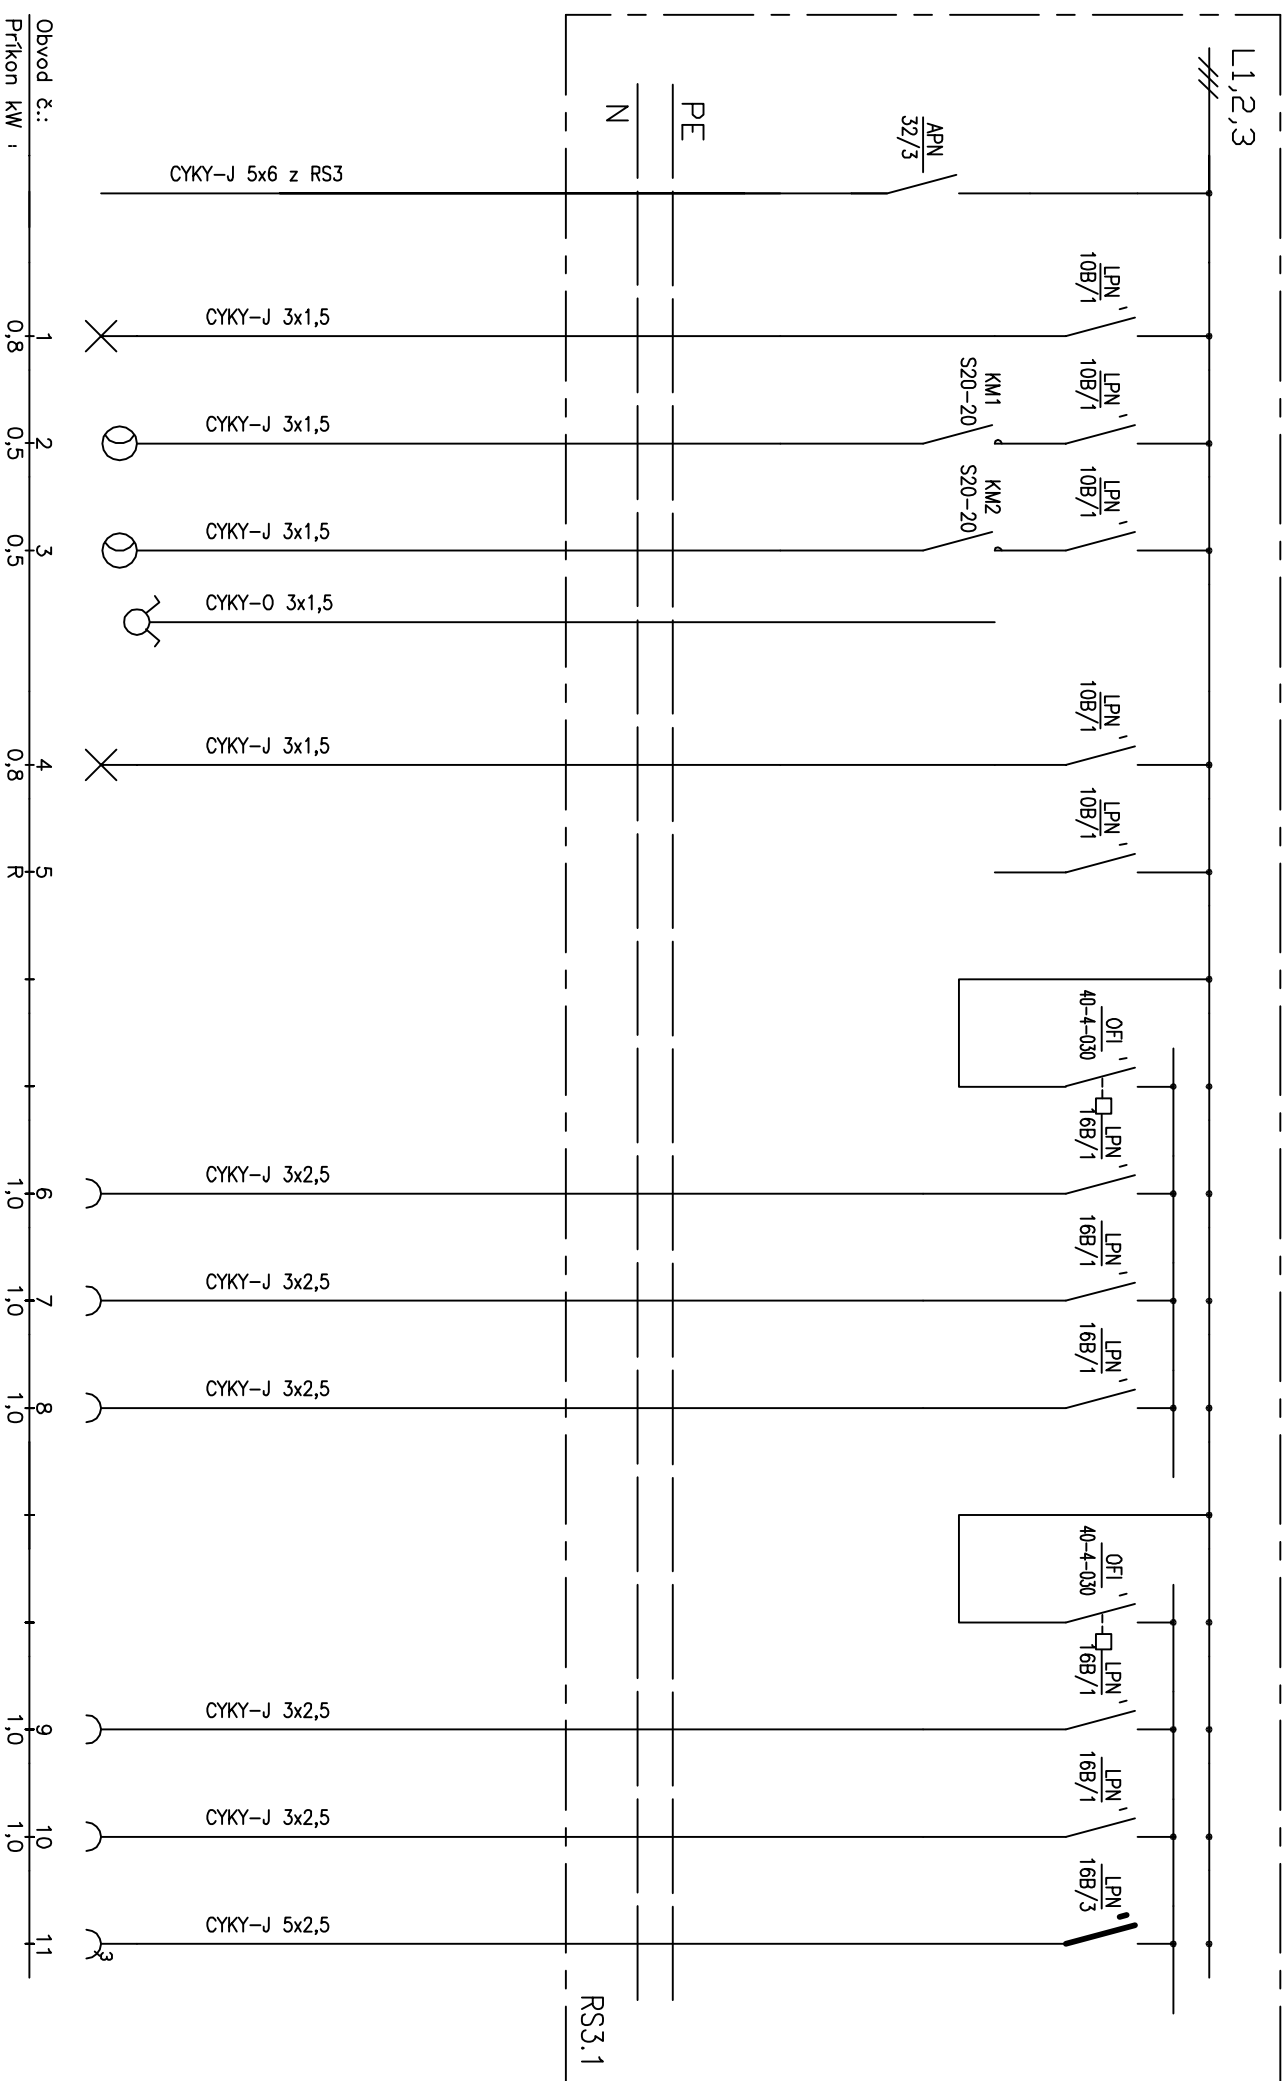 L1,2,3
PE
N
APN
32/3
CYKY-J 5x6 z RS3
LPN
10B/1
CYKY-J 3x1,5
LPN
10B/1
KM1
S20-20
CYKY-J 3x1,5
LPN
10B/1
KM2
S20-20
CYKY-J 3x1,5
CYKY-O 3x1,5
LPN
10B/1
CYKY-J 3x1,5
LPN
10B/1
OFI
40-4-030
LPN
16B/1
CYKY-J 3x2,5
LPN
16B/1
CYKY-J 3x2,5
LPN
16B/1
CYKY-J 3x2,5
OFI
40-4-030
LPN
16B/1
CYKY-J 3x2,5
LPN
16B/1
CYKY-J 3x2,5
LPN
16B/3
CYKY-J 5x2,5
3
RS3.1
Obvod č.: 1 2 3 4 5 6 7 8 9 10 11
Príkon kW : 0,8 0,5 0,5 0,8 R 1,0 1,0 1,0 1,0 1,0